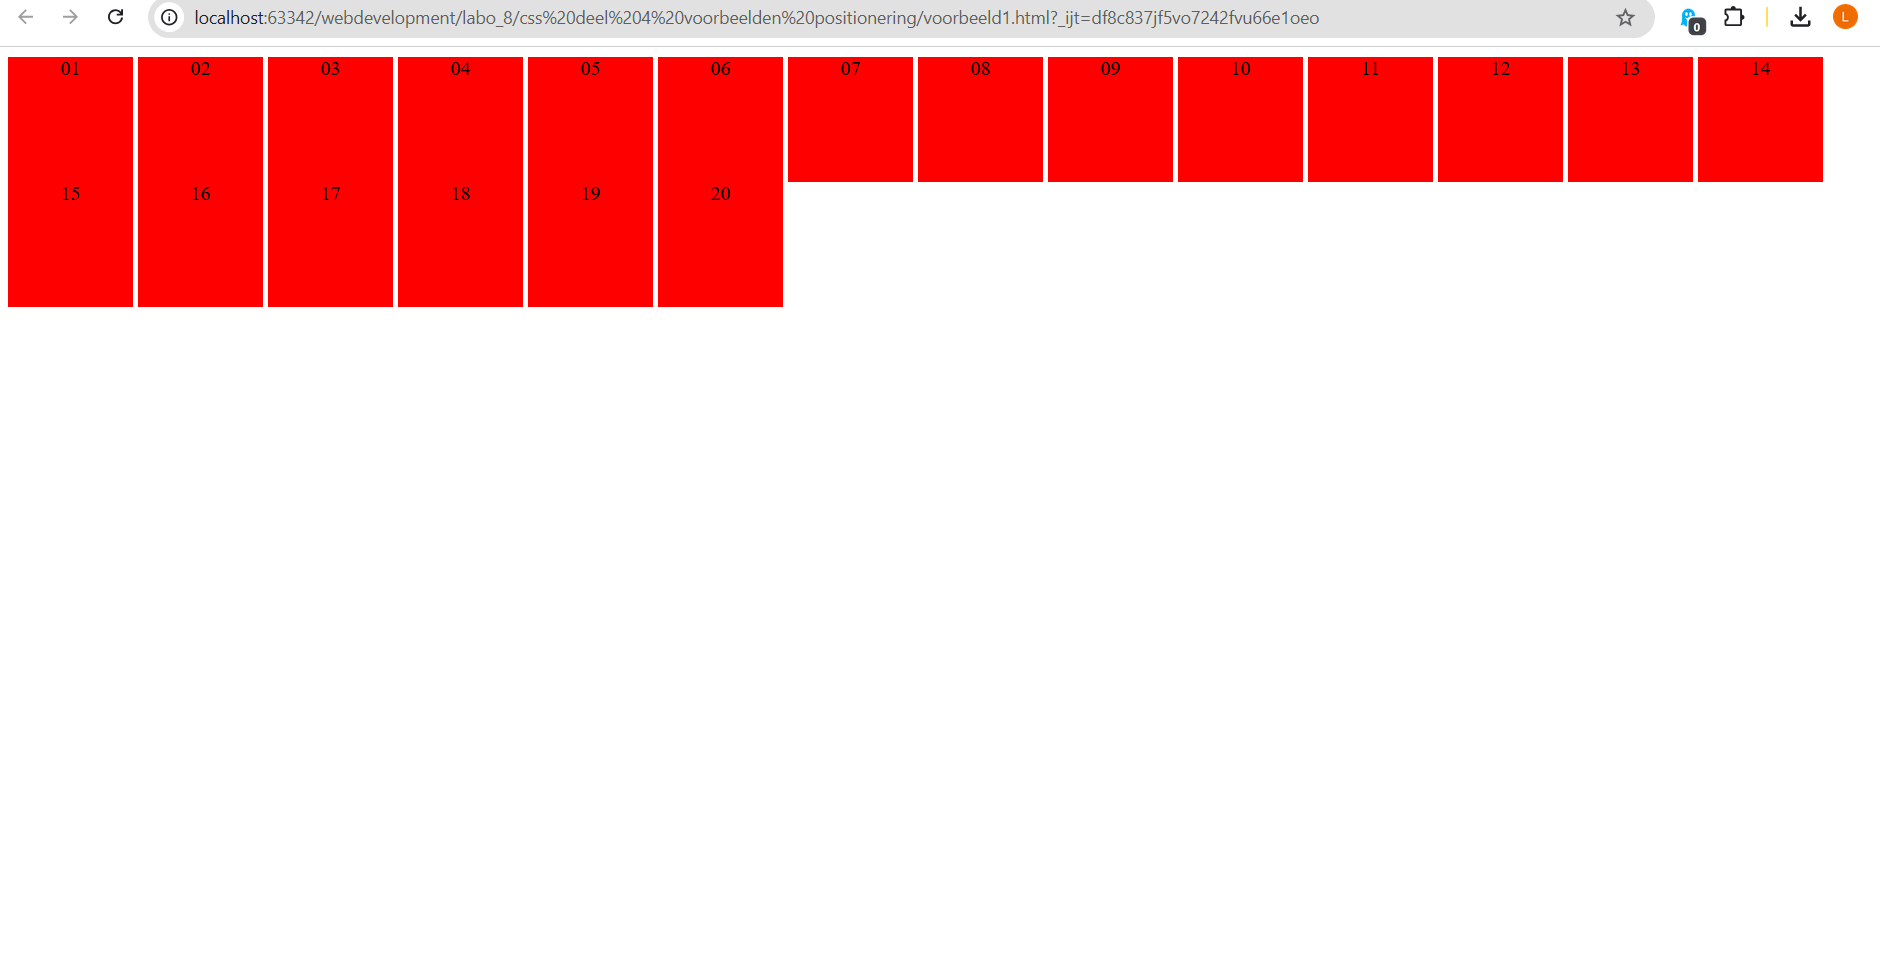 localhost:63342/webdevelopment/labo_8/css%20deel%204%20voorbeelden%20positionering/voorbeeld1.html?_ijt=df8c837jf5vo7242fvu66e1oeo
0
L
01 02 03 04 05 06 07 08 09 10 11 12 13 14
15 16 17 18 19 20